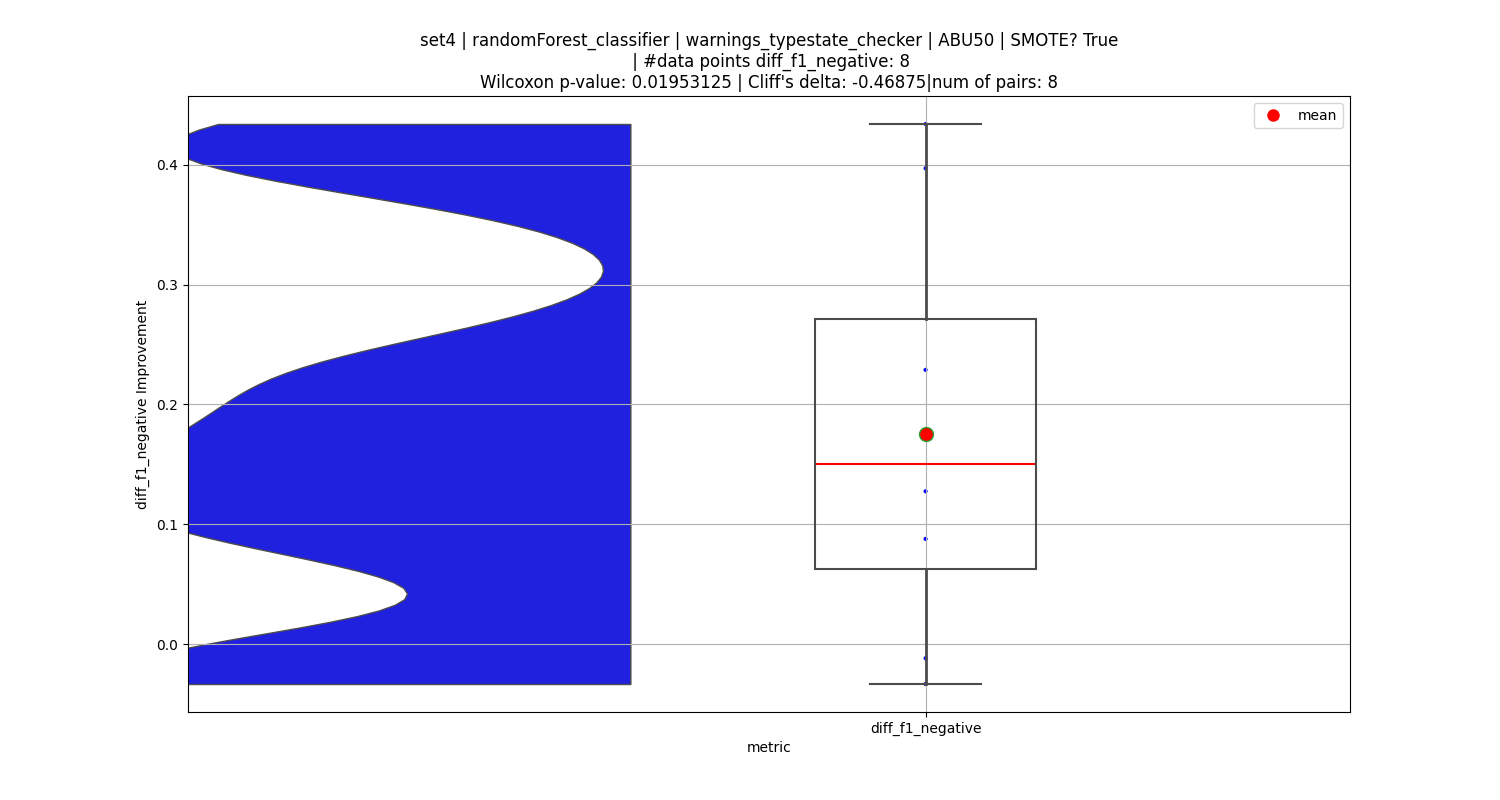 set4 | randomForest_classifier | warnings_typestate_checker | ABU50 | SMOTE? True
| #data points diff_f1_negative: 8
Wilcoxon p-value: 0.01953125 | Cliff's delta: -0.46875|num of pairs: 8
mean
0.4
0.3
0.2
0.1
0.0
diff_f1_negative Improvement
diff_f1_negative
metric